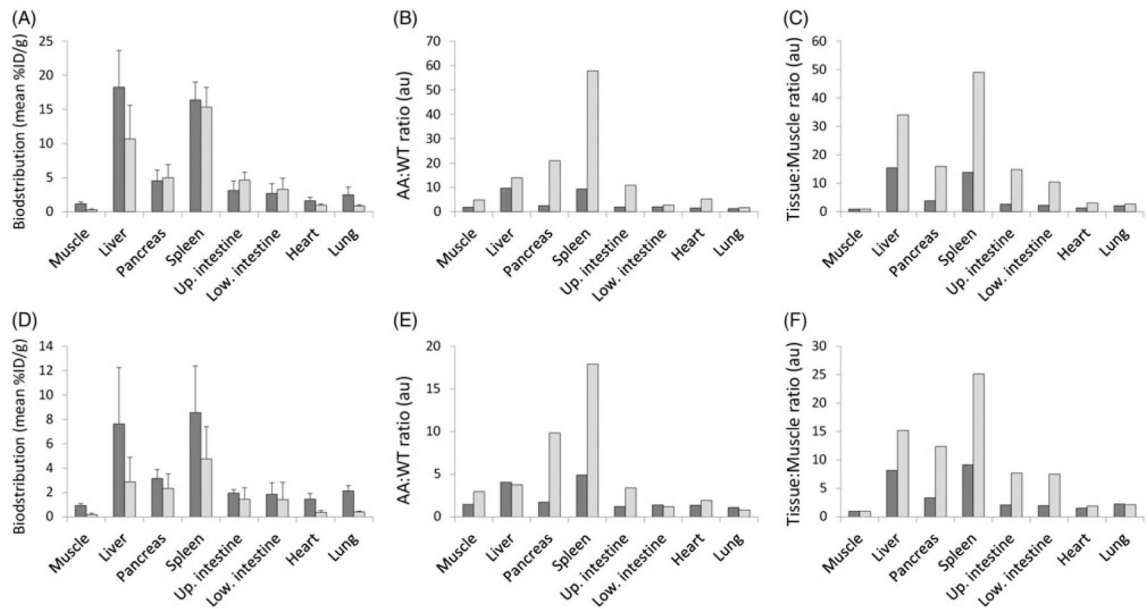 (A)
Biodstribution (mean %ID/g)
25
20
15
10
5
0
Muscle
Liver
Pancreas
Spleen
Up. intestine
Low. intestine
Heart
Lung
(B)
AA:WT ratio (au)
70
60
50
40
30
20
10
0
Muscle
Liver
Pancreas
Spleen
Up. intestine
Low. intestine
Heart
Lung
(C)
Tissue:Muscle ratio (au)
60
50
40
30
20
10
0
Muscle
Liver
Pancreas
Spleen
Up. intestine
Low. intestine
Heart
Lung
(D)
Biodstribution (mean %ID/g)
14
12
10
8
6
4
2
0
Muscle
Liver
Pancreas
Spleen
Up. intestine
Low. intestine
Heart
Lung
(E)
AA:WT ratio (au)
20
15
10
5
0
Muscle
Liver
Pancreas
Spleen
Up. intestine
Low. intestine
Heart
Lung
(F)
Tissue:Muscle ratio (au)
30
25
20
15
10
5
0
Muscle
Liver
Pancreas
Spleen
Up. intestine
Low. intestine
Heart
Lung